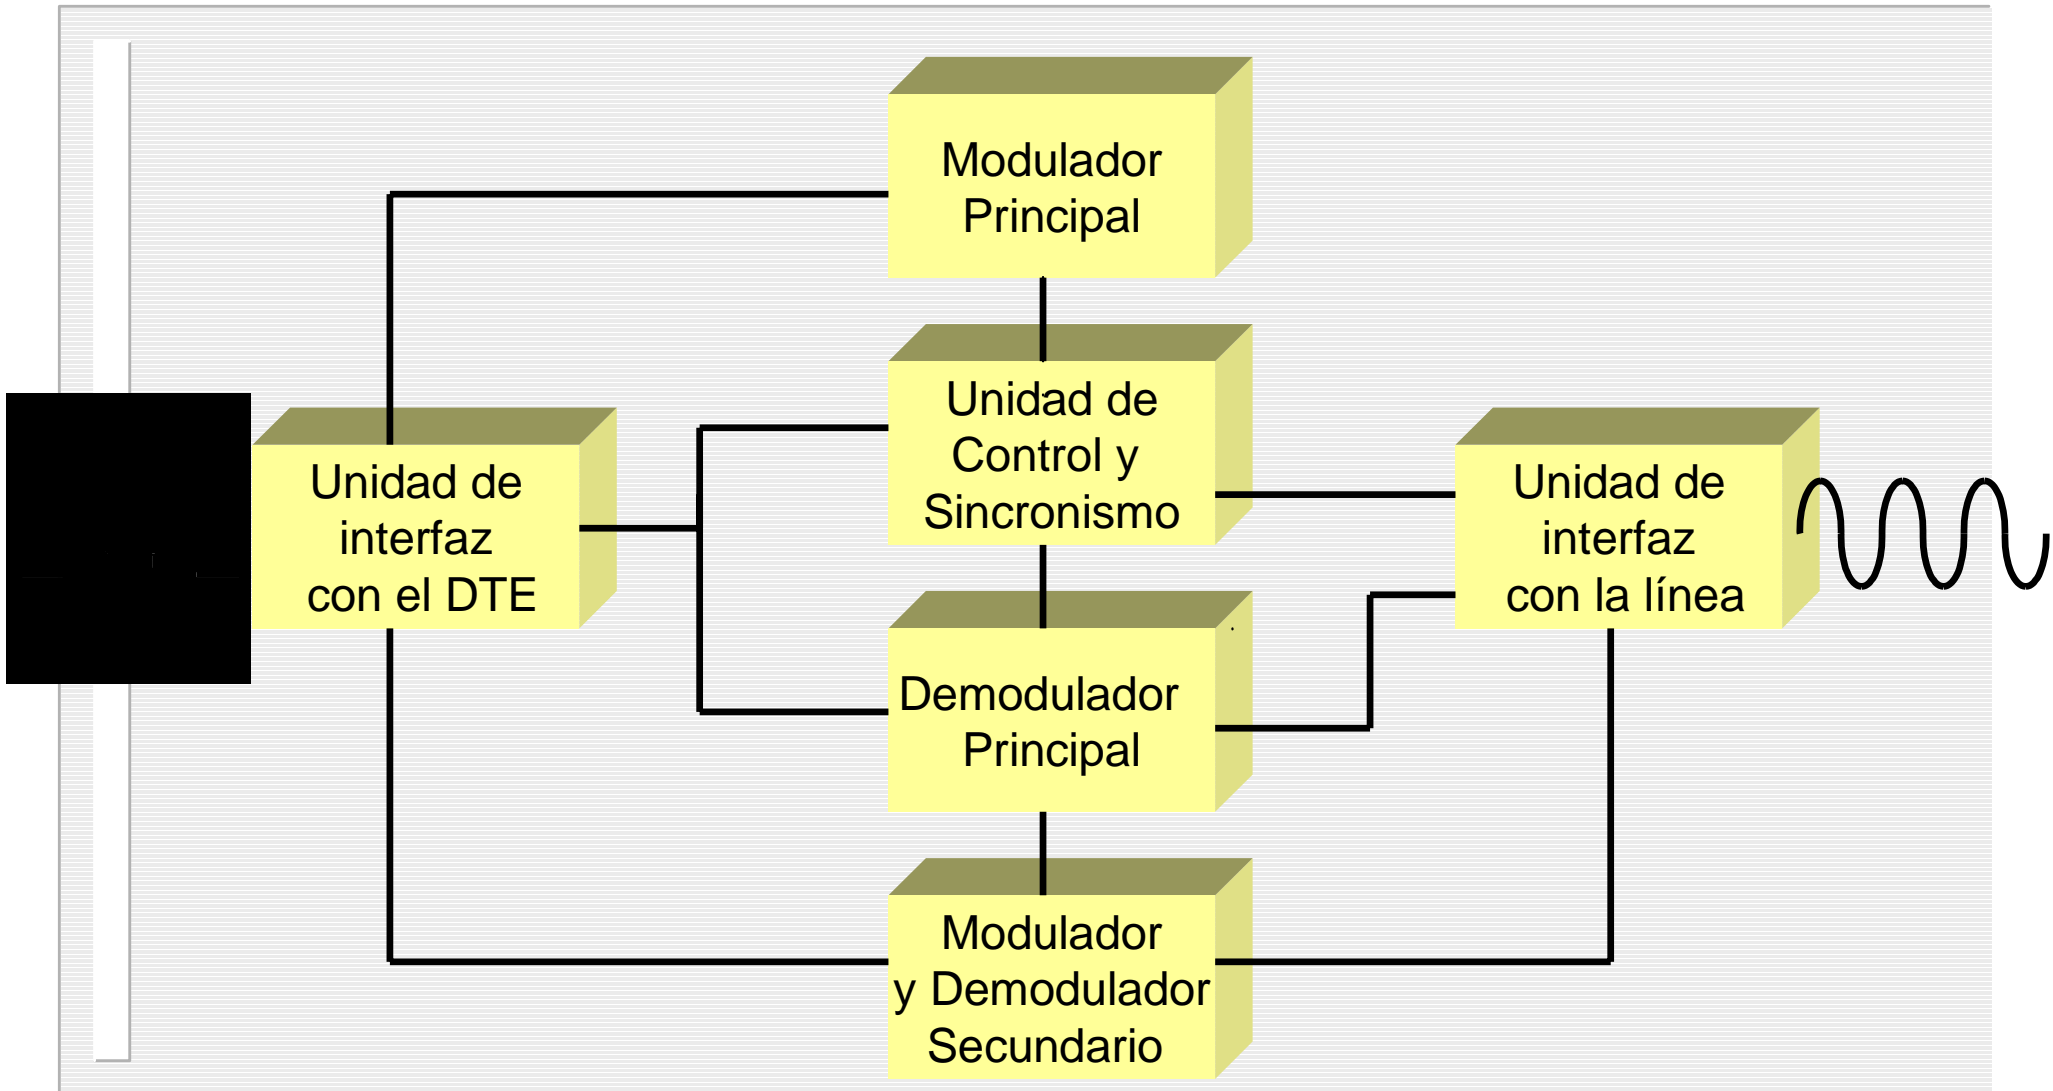 Modulador
Principal
Unidad de
Control y
Sincronismo
Unidad de
interfaz
con el DTE
Unidad de
interfaz
con la línea
Demodulador
Principal
Modulador
y Demodulador
Secundario